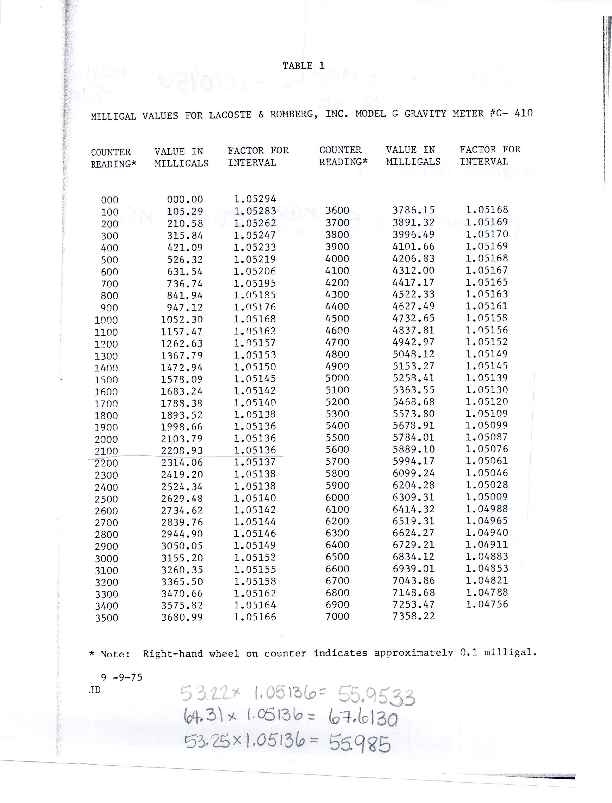 TABLE 1
MILLIGAL VALUES FOR LACOSTE & ROMBERG, INC. MODEL G GRAVITY METER #G- 410
COUNTER VALUE IN FACTOR FOR COUNTER VALUE IN FACTOR FOR
READING* MILLIGALS INTERVAL READING* MILLIGALS INTERVAL
000 000.00 1.05294
100 105.29 1.05283 3600 3786.15 1.05168
200 210.58 1.05262 3700 3891.32 1.05169
300 315.84 1.05247 3800 3996.49 1.05170
400 421.09 1.05233 3900 4101.66 1.05169
500 526.32 1.05219 4000 4206.83 1.05168
600 631.54 1.05206 4100 4312.00 1.05167
700 736.74 1.05195 4200 4417.17 1.05165
800 841.94 1.05185 4300 4522.33 1.05163
900 947.12 1.05176 4400 4627.49 1.05161
1000 1052.30 1.05168 4500 4732.65 1.05158
1100 1157.47 1.05162 4600 4837.81 1.05156
1200 1262.63 1.05157 4700 4942.97 1.05152
1300 1367.79 1.05153 4800 5048.12 1.05149
1400 1472.94 1.05150 4900 5153.27 1.05145
1500 1578.09 1.05145 5000 5258.41 1.05139
1600 1683.24 1.05142 5100 5363.55 1.05130
1700 1788.38 1.05140 5200 5468.68 1.05120
1800 1893.52 1.05138 5300 5573.80 1.05109
1900 1998.66 1.05136 5400 5678.91 1.05099
2000 2103.79 1.05136 5500 5784.01 1.05087
2100 2208.93 1.05136 5600 5889.10 1.05076
2200 2314.06 1.05137 5700 5994.17 1.05061
2300 2419.20 1.05138 5800 6099.24 1.05046
2400 2524.34 1.05138 5900 6204.28 1.05028
2500 2629.48 1.05140 6000 6309.31 1.05009
2600 2734.62 1.05142 6100 6414.32 1.04988
2700 2839.76 1.05144 6200 6519.31 1.04965
2800 2944.90 1.05146 6300 6624.27 1.04940
2900 3050.05 1.05149 6400 6729.21 1.04911
3000 3155.20 1.05152 6500 6834.12 1.04883
3100 3260.35 1.05155 6600 6939.01 1.04853
3200 3365.50 1.05158 6700 7043.86 1.04821
3300 3470.66 1.05162 6800 7148.68 1.04788
3400 3575.82 1.05164 6900 7253.47 1.04756
3500 3680.99 1.05166 7000 7358.22
* Note: Right-hand wheel on counter indicates approximately 0.1 milligal.
9 -9-75
JD
53.22 x 1.05136 = 55.9533
64.31 x 1.05136 = 67.6130
53.25 x 1.05136 = 55.985